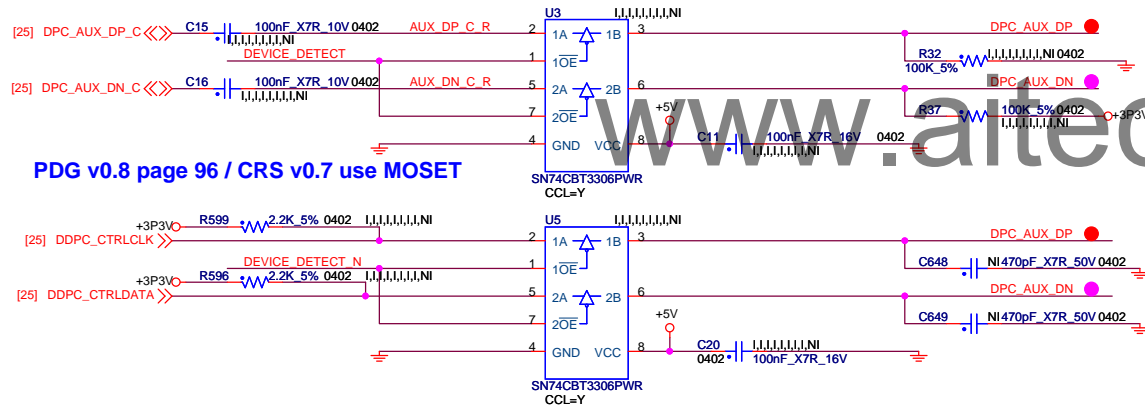 U3
I,I,I,I,I,I,I,NI
[25] DPC_AUX_DP_C
C15
100nF_X7R_10V 0402
I,I,I,I,I,I,I,NI
AUX_DP_C_R
2
1A
1B
3
DPC_AUX_DP
DEVICE_DETECT
1
1OE
R32
100K_5%
I,I,I,I,I,I,I,NI 0402
[25] DPC_AUX_DN_C
C16
100nF_X7R_10V 0402
I,I,I,I,I,I,I,NI
AUX_DN_C_R
5
2A
2B
6
DPC_AUX_DN
7
2OE
+5V
R37
100K_5% 0402
I,I,I,I,I,I,I,NI
+3P3V
4
GND
VCC
8
C11
100nF_X7R_16V
0402
I,I,I,I,I,I,I,NI
www.aitec
PDG v0.8 page 96 / CRS v0.7 use MOSET
SN74CBT3306PWR
CCL=Y
U5
I,I,I,I,I,I,I,NI
+3P3V
R599
2.2K_5% 0402
I,I,I,I,I,I,I,NI
[25] DDPC_CTRLCLK
2
1A
1B
3
DPC_AUX_DP
DEVICE_DETECT_N
1
1OE
C648
NI 470pF_X7R_50V 0402
+3P3V
R596
2.2K_5% 0402
I,I,I,I,I,I,I,NI
[25] DDPC_CTRLDATA
5
2A
2B
6
DPC_AUX_DN
7
2OE
+5V
C649
NI 470pF_X7R_50V 0402
4
GND
VCC
8
C20
0402
I,I,I,I,I,I,I,NI
100nF_X7R_16V
SN74CBT3306PWR
CCL=Y